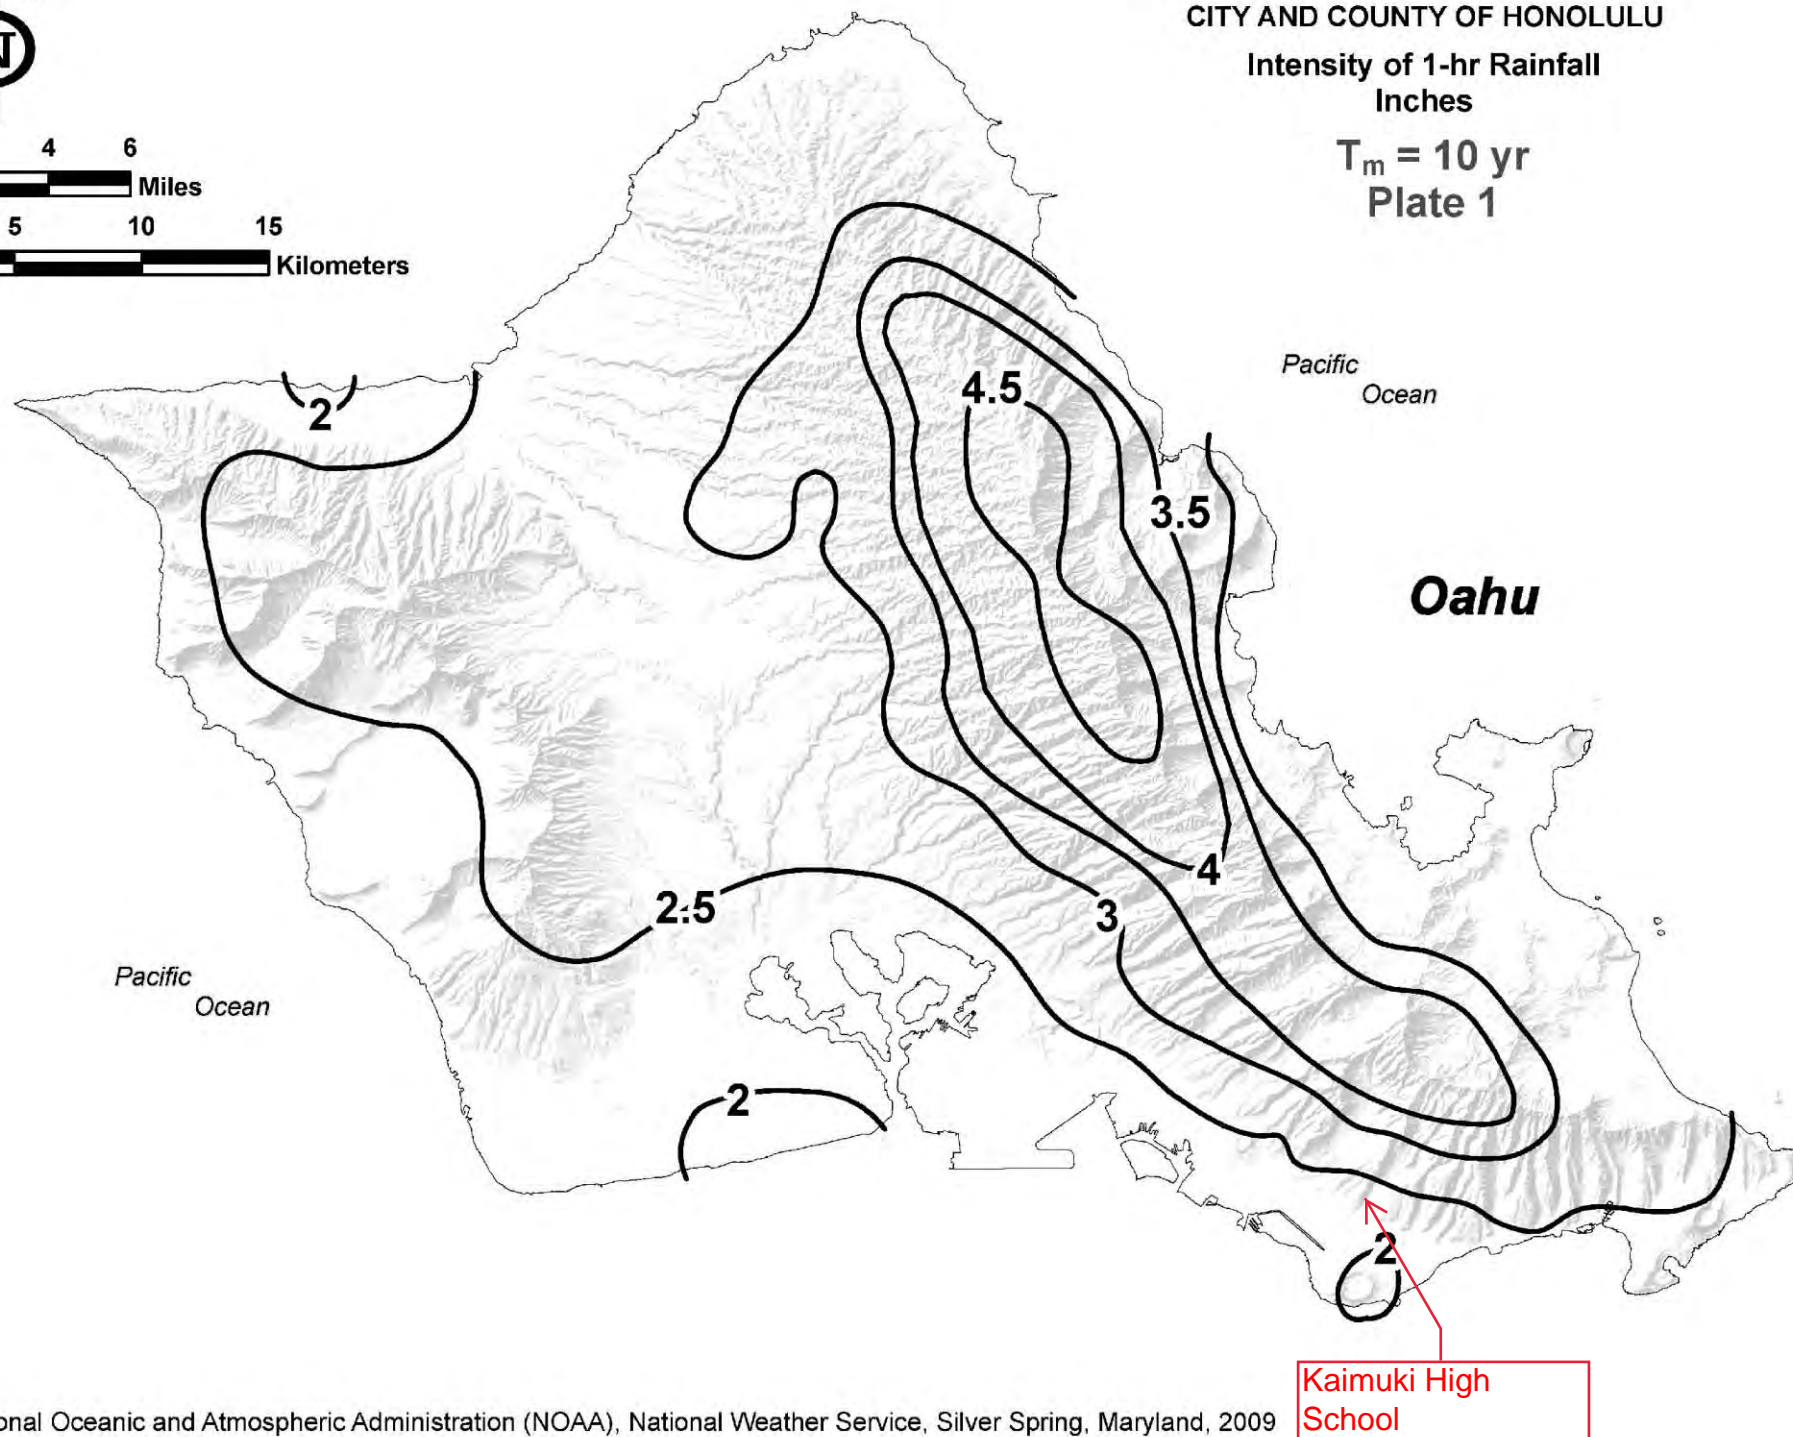 CITY AND COUNTY OF HONOLULU
Intensity of 1-hr Rainfall
Inches
Tm = 10 yr
Plate 1
N
4 6
Miles
5 10 15
Kilometers
Pacific
Ocean
4.5
2
3.5
Oahu
4
2.5
3
Pacific
Ocean
2
2
Kaimuki High
School
onal Oceanic and Atmospheric Administration (NOAA), National Weather Service, Silver Spring, Maryland, 2009